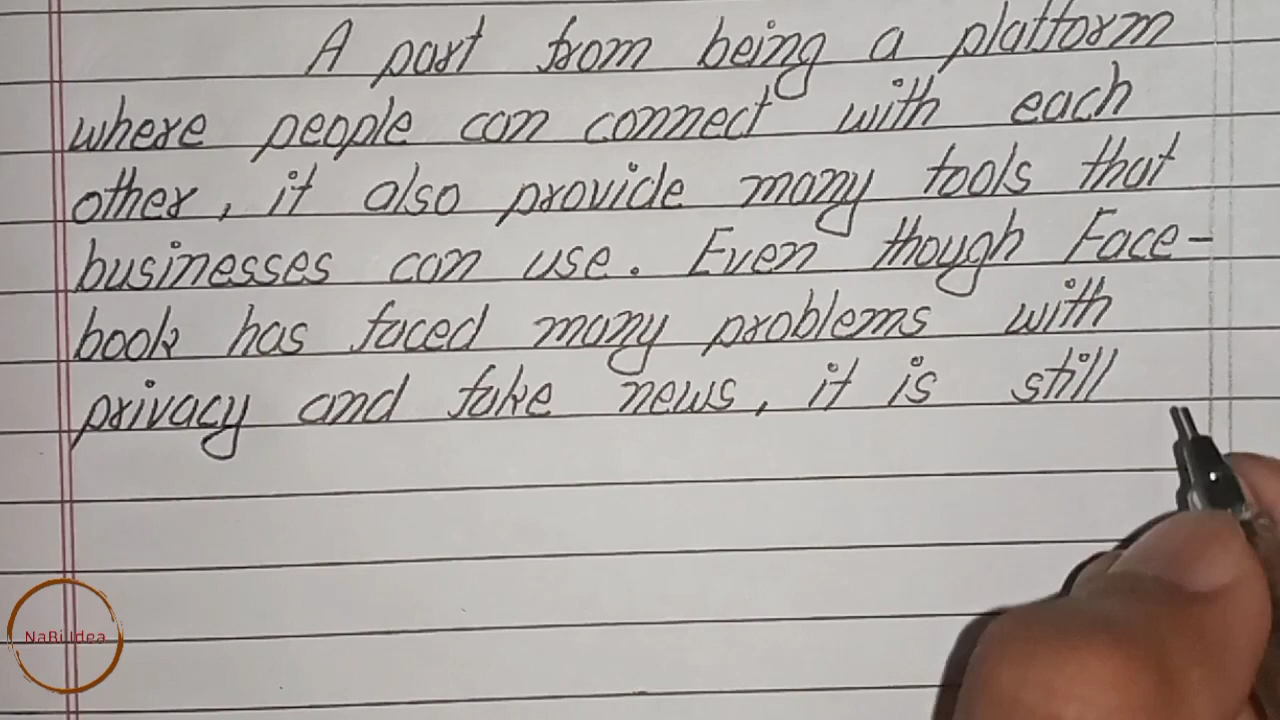 A part from being a platform
where people can connect with each
other, it also provide many tools that
businesses can use. Even though Face-
book has faced many problems with
privacy and fake news, it is still
NaBi Idea